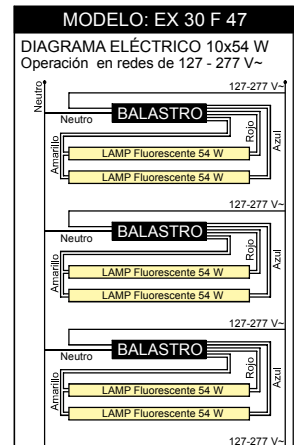 MODELO: EX 30 F 47
DIAGRAMA ELÉCTRICO 10x54 W
Operación en redes de 127 - 277 V~
Neutro
127-277 V~
Neutro
BALASTRO
Amarillo
Rojo
Azul
LAMP Fluorescente 54 W
LAMP Fluorescente 54 W
127-277 V~
Neutro
BALASTRO
Amarillo
Rojo
Azul
LAMP Fluorescente 54 W
LAMP Fluorescente 54 W
127-277 V~
Neutro
BALASTRO
Amarillo
Rojo
Azul
LAMP Fluorescente 54 W
LAMP Fluorescente 54 W
127-277 V~